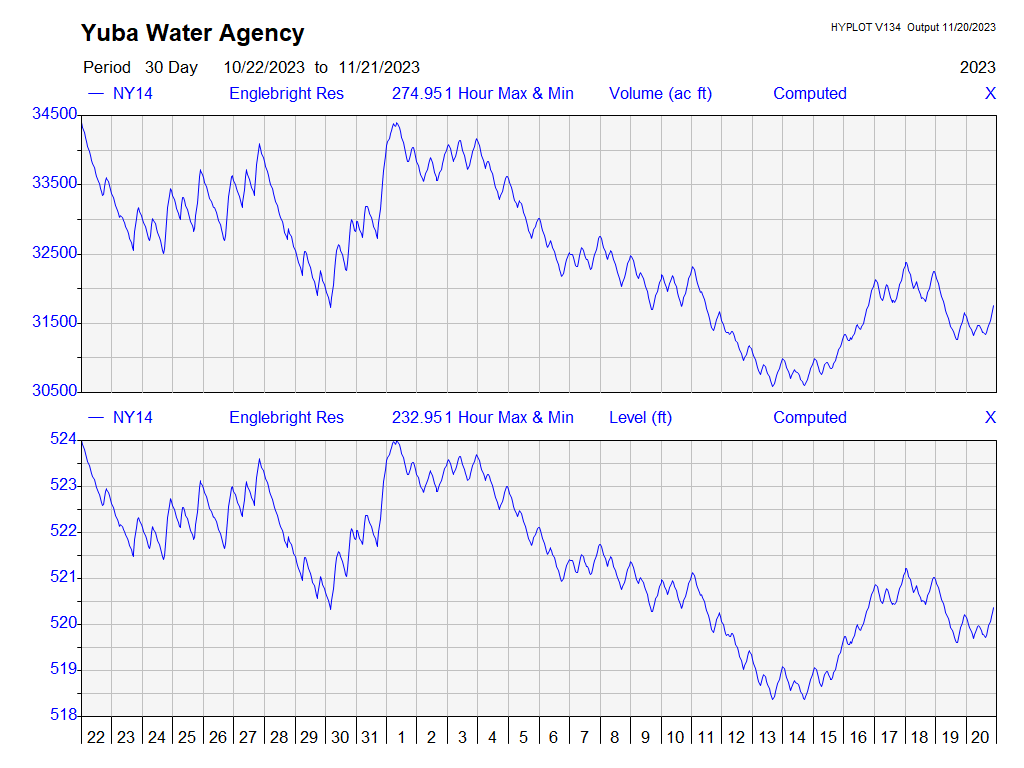 Yuba Water Agency
HYPLOT V134 Output 11/20/2023
Period 30 Day 10/22/2023 to 11/21/2023 2023
NY14 Englebright Res 274.951 Hour Max & Min Volume (ac ft) Computed X
34500
33500
32500
31500
30500
NY14 Englebright Res 232.951 Hour Max & Min Level (ft) Computed X
524
523
522
521
520
519
518
22 23 24 25 26 27 28 29 30 31 1 2 3 4 5 6 7 8 9 10 11 12 13 14 15 16 17 18 19 20